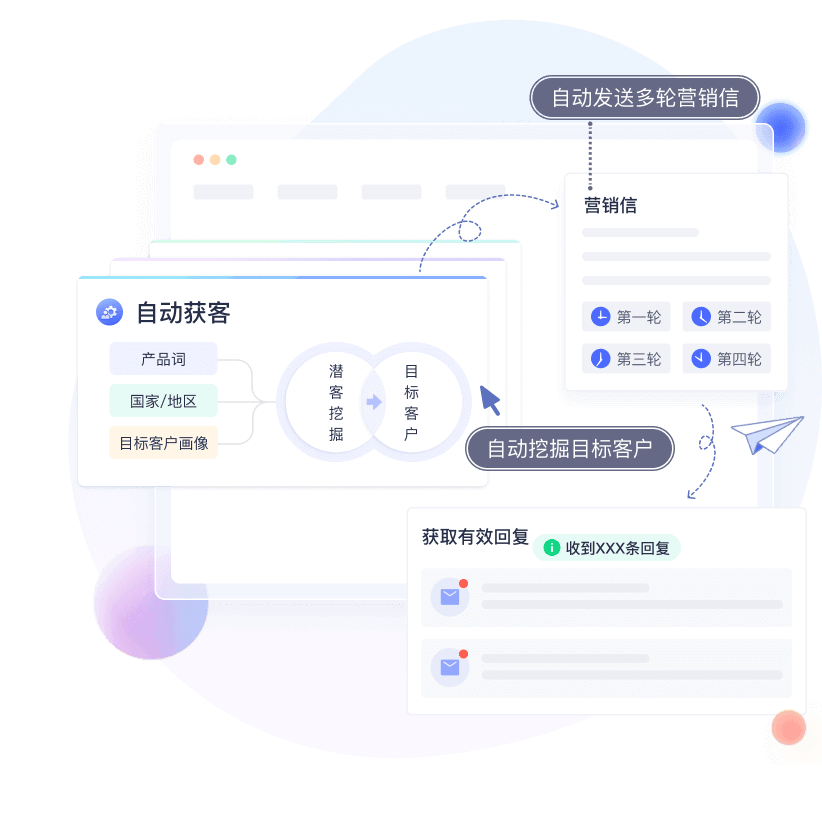 自动发送多轮营销信
营销信
第一轮
第二轮
第三轮
第四轮
自动获客
产品词
国家/地区
目标客户画像
潜客挖掘
目标客户
自动挖掘目标客户
获取有效回复
收到XXX条回复